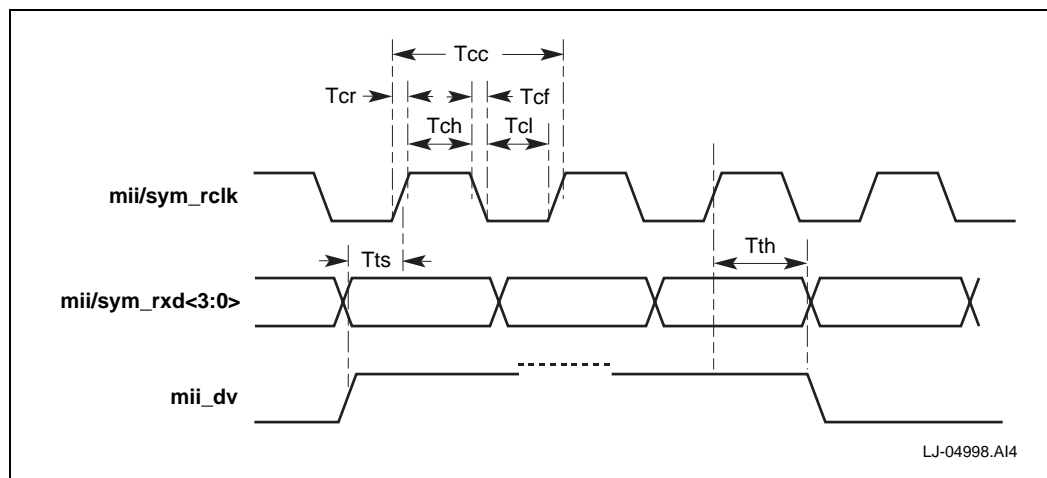 Tcc
Tcr Tcf
Tch Tcl
mii/sym_rclk
Tth
Tts
mii/sym_rxd<3:0>
mii_dv
LJ-04998.AI4